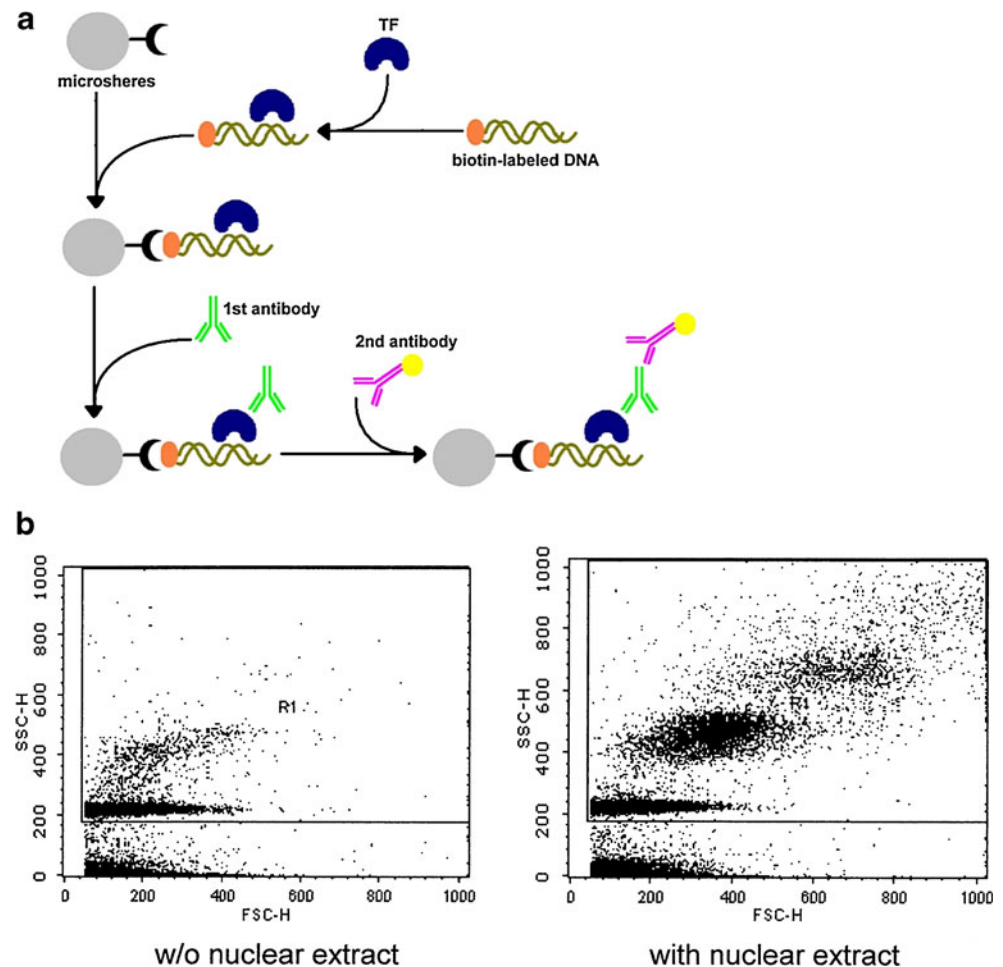 a
TF
microsheres
biotin-labeled DNA
1st antibody
2nd antibody
b
1000
800
600
400
200
0
SSC-H
R1
0 200 400 600 800 1000
FSC-H
w/o nuclear extract
1000
800
600
400
200
0
SSC-H
R1
0 200 400 600 800 1000
FSC-H
with nuclear extract